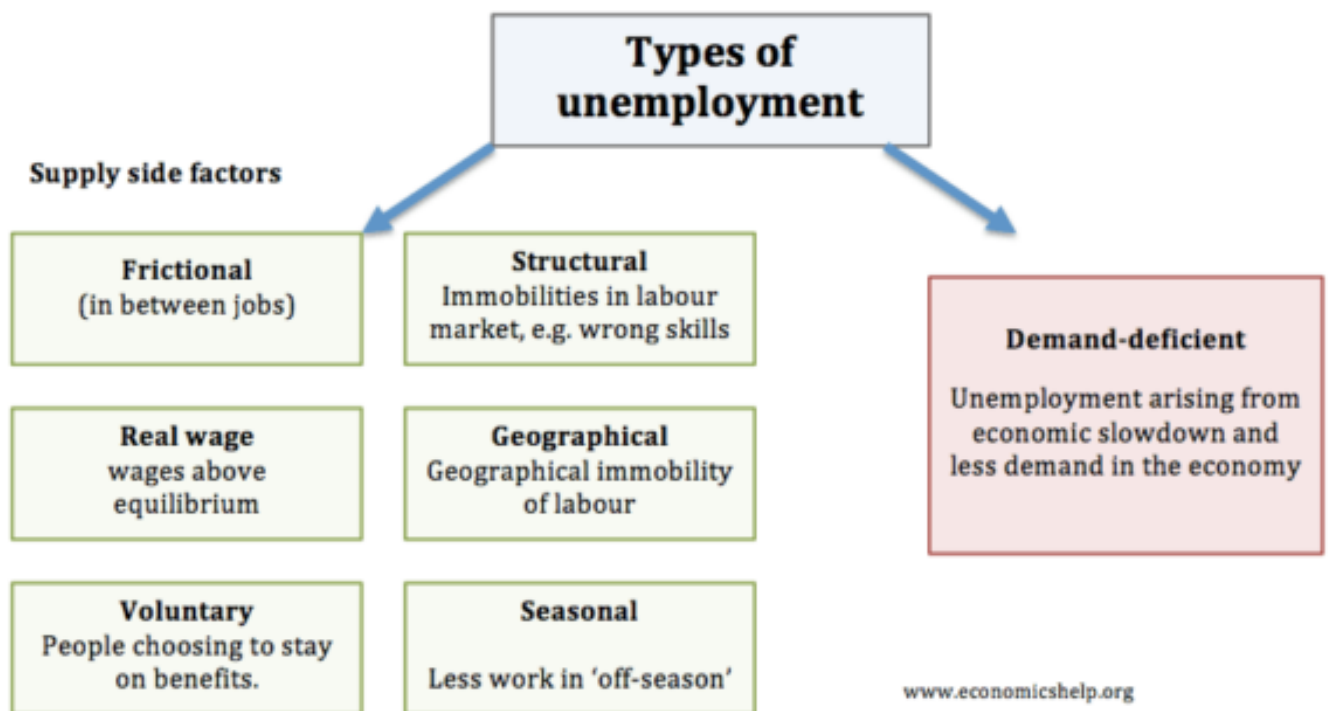 Types of
unemployment
Supply side factors
Frictional
(in between jobs)
Structural
Immobilities in labour
market, e.g. wrong skills
Demand-deficient
Unemployment arising from
economic slowdown and
less demand in the economy
Real wage
wages above
equilibrium
Geographical
Geographical immobility
of labour
Voluntary
People choosing to stay
on benefits.
Seasonal
Less work in ‘off-season’
www.economicshelp.org